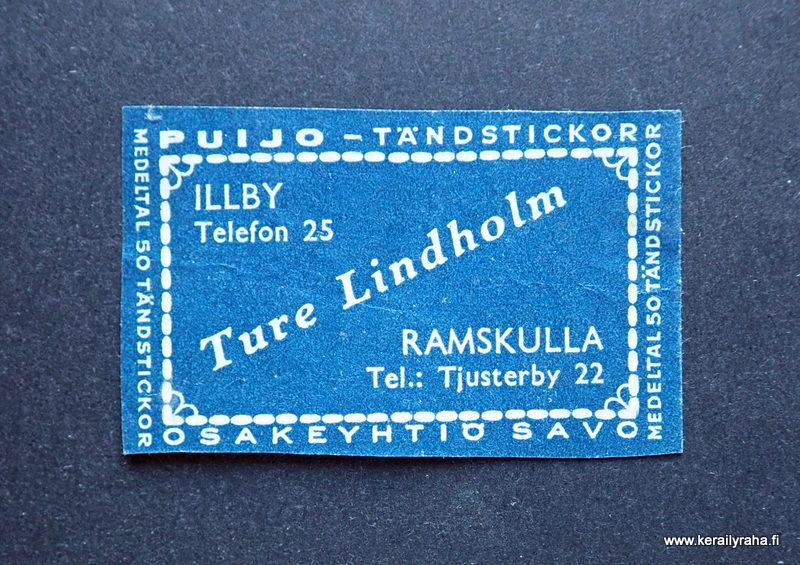 PUIJO – TÄNDSTICKOR
MEDELTAL 50 TÄNDSTICKOR
ILLBY
Telefon 25
Ture Lindholm
RAMSKULLA
Tel.: Tjusterby 22
MEDELTAL 50 TÄNDSTICKOR
OSAKEYHTIÖ SAVO
www.kerailyraha.fi